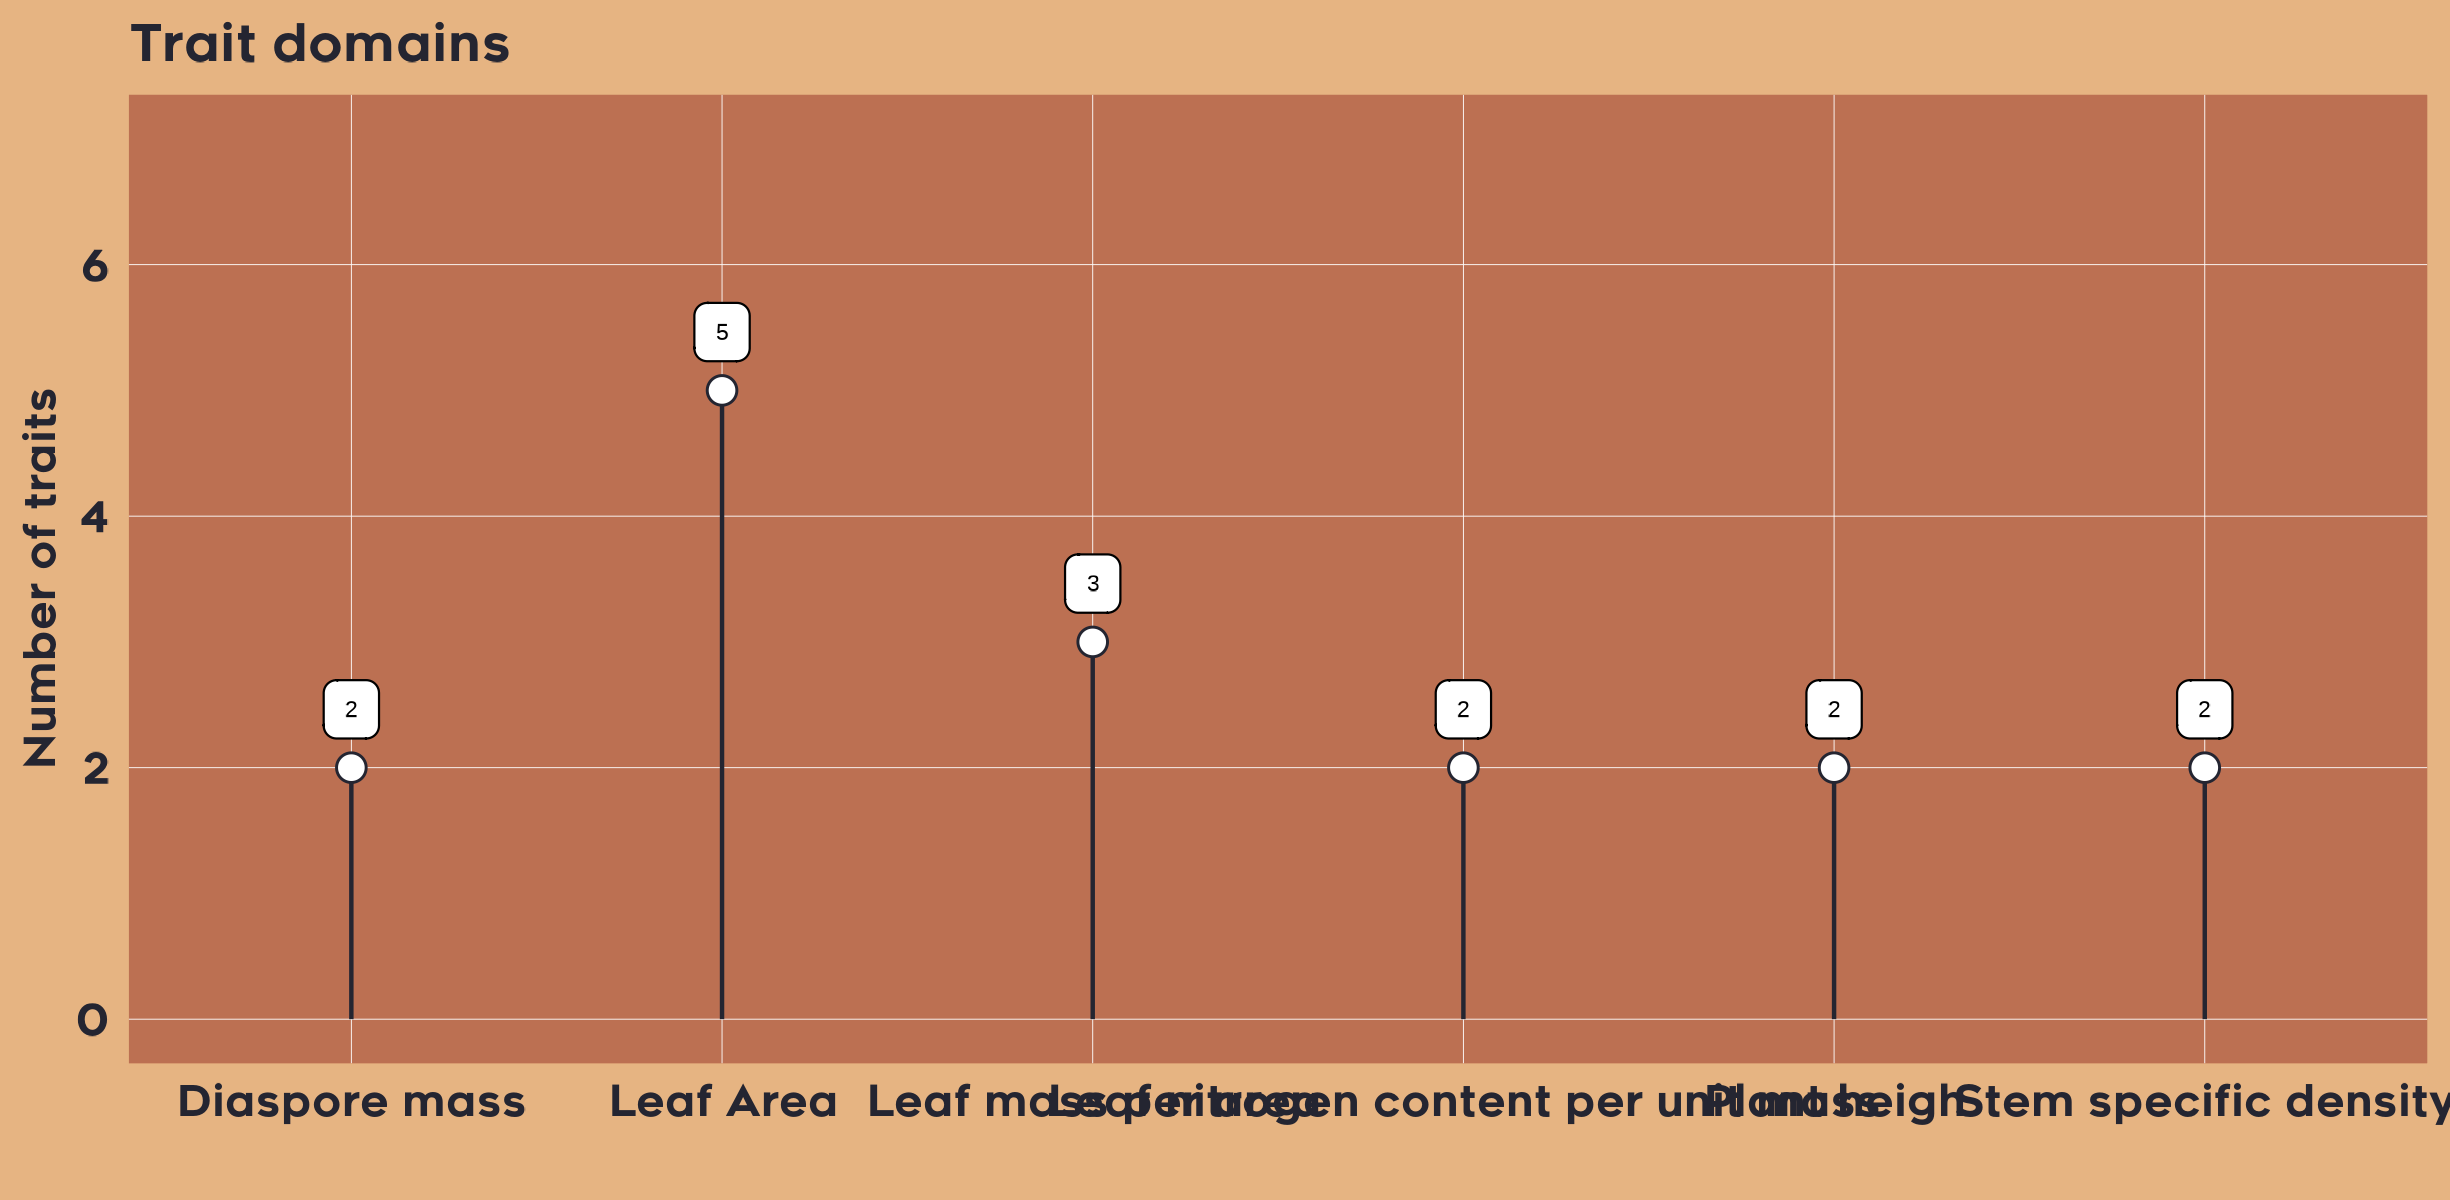 Trait domains
Number of traits
6
4
2
0
5
3
2
2
2
2
Diaspore mass
Leaf Area
Leaf mass per area
Leaf nitrogen content per unit mass
Plant height
Stem specific density